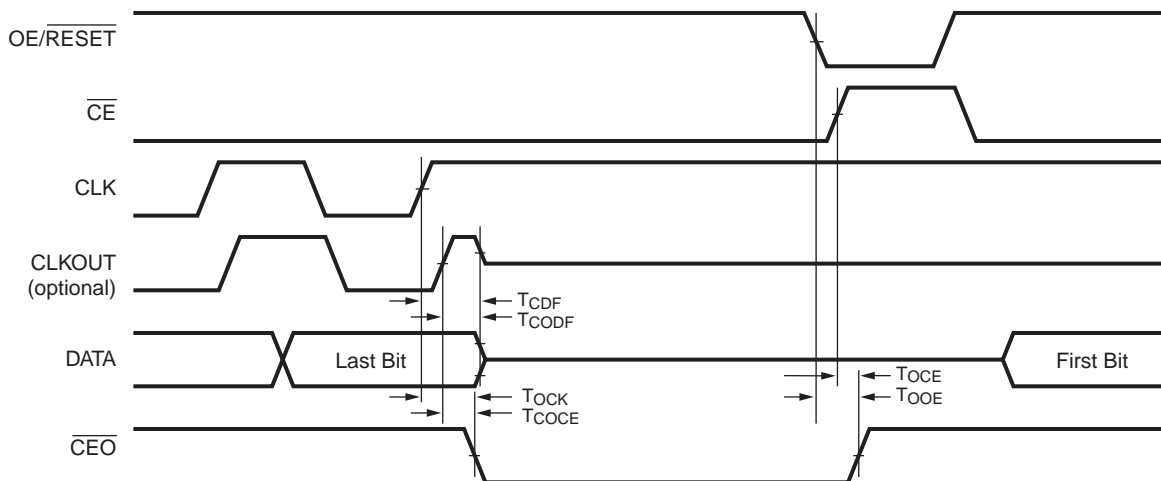 OE/RESET
CE
CLK
CLKOUT
(optional)
TCDF
TCODF
DATA
Last Bit
First Bit
TOCE
TOOE
TOCK
TCOCE
CEO